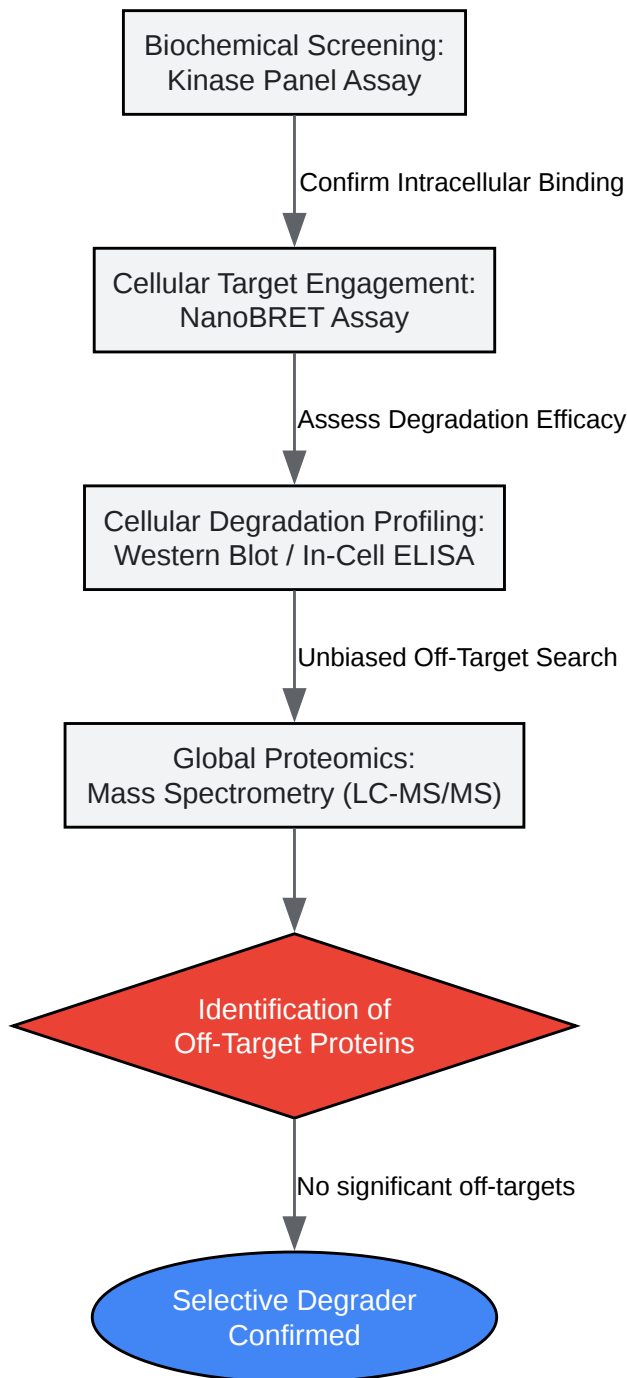 Biochemical Screening:
Kinase Panel Assay
Confirm Intracellular Binding
Cellular Target Engagement:
NanoBRET Assay
Assess Degradation Efficacy
Cellular Degradation Profiling:
Western Blot / In-Cell ELISA
Unbiased Off-Target Search
Global Proteomics:
Mass Spectrometry (LC-MS/MS)
Identification of
Off-Target Proteins
No significant off-targets
Selective Degrader
Confirmed